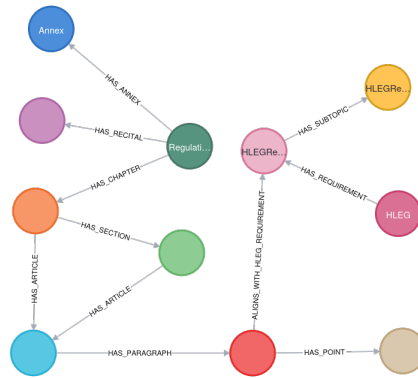 Annex
HAS_ANNEX
HLEGRe...
HAS_SUBTOPIC
HAS_RECITAL
Regulati...
HLEGRe...
HAS_CHAPTER
HAS_REQUIREMENT
ALIGNS_WITH_HLEG_REQUIREMENT
HLEG
HAS_SECTION
HAS_ARTICLE
HAS_ARTICLE
HAS_PARAGRAPH
HAS_POINT